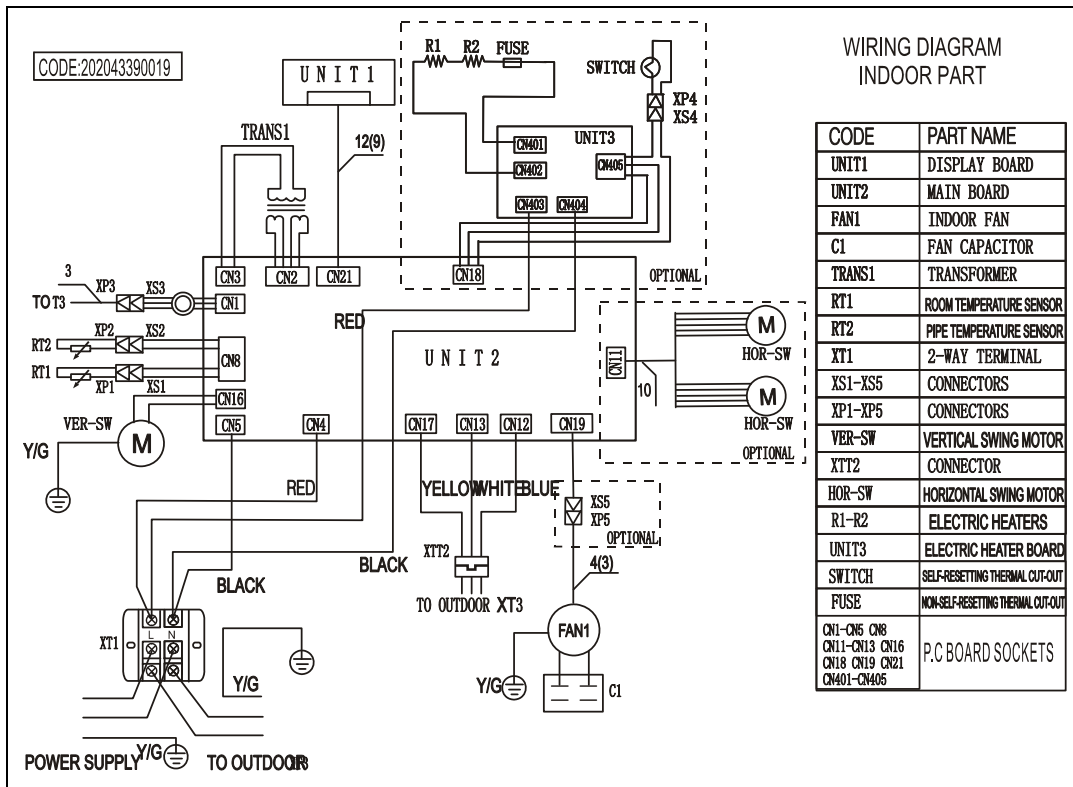 CODE:202043390019
WIRING DIAGRAM
INDOOR PART
UNIT1
TRANS1
12(9)
R1 R2 FUSE
SWITCH
XP4
XS4
UNIT3
CN401
CN402
CN405
CN403 CN404
CN18
OPTIONAL
CN3 CN2 CN21
3
XP3 XS3
TO T3
CN1
RT2 XP2 XS2
CN8
RT1
XP1 XS1
CN16
CN5
VER-SW
M
Y/G
RED
UNIT2
CN4 CN17 CN13 CN12 CN19
CN11
10
M
HOR-SW
M
HOR-SW
OPTIONAL
RED
YELLOW WHITE BLUE
XS5
XP5
OPTIONAL
BLACK
BLACK
XTT2
TO OUTDOOR XT3
4(3)
FAN1
Y/G
C1
XT1
L N
Y/G
Y/G
POWER SUPPLY
TO OUTDOOR
CODE PART NAME
UNIT1 DISPLAY BOARD
UNIT2 MAIN BOARD
FAN1 INDOOR FAN
C1 FAN CAPACITOR
TRANS1 TRANSFORMER
RT1 ROOM TEMPERATURE SENSOR
RT2 PIPE TEMPERATURE SENSOR
XT1 2-WAY TERMINAL
XS1-XS5 CONNECTORS
XP1-XP5 CONNECTORS
VER-SW VERTICAL SWING MOTOR
XTT2 CONNECTOR
HOR-SW HORIZONTAL SWING MOTOR
R1-R2 ELECTRIC HEATERS
UNIT3 ELECTRIC HEATER BOARD
SWITCH SELF-RESETTING THERMAL CUT-OUT
FUSE NON-SELF-RESETTING THERMAL CUT-OUT
CN1-CN5 CN8
CN11-CN13 CN16
CN18 CN19 CN21
CN401-CN405
P.C BOARD SOCKETS